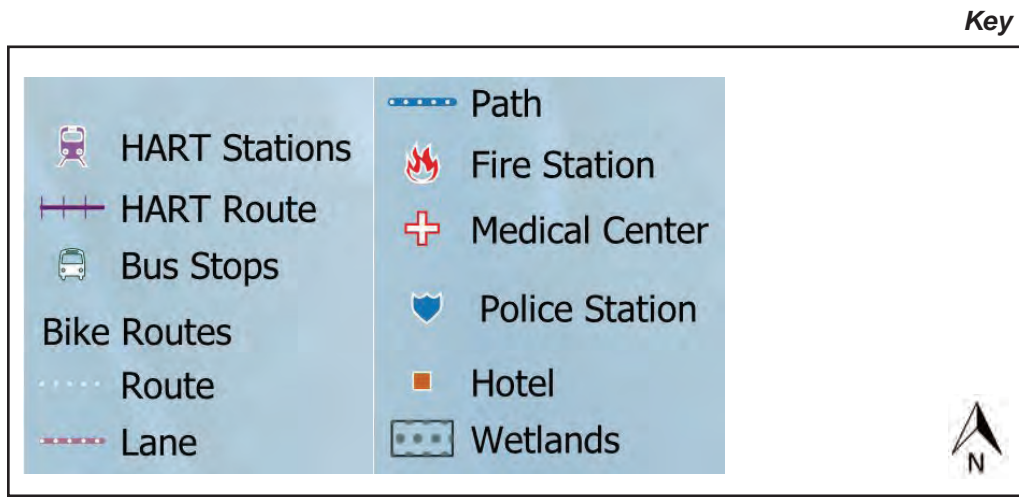 Key
HART Stations
HART Route
Bus Stops
Bike Routes
Route
Lane
Path
Fire Station
Medical Center
Police Station
Hotel
Wetlands
N